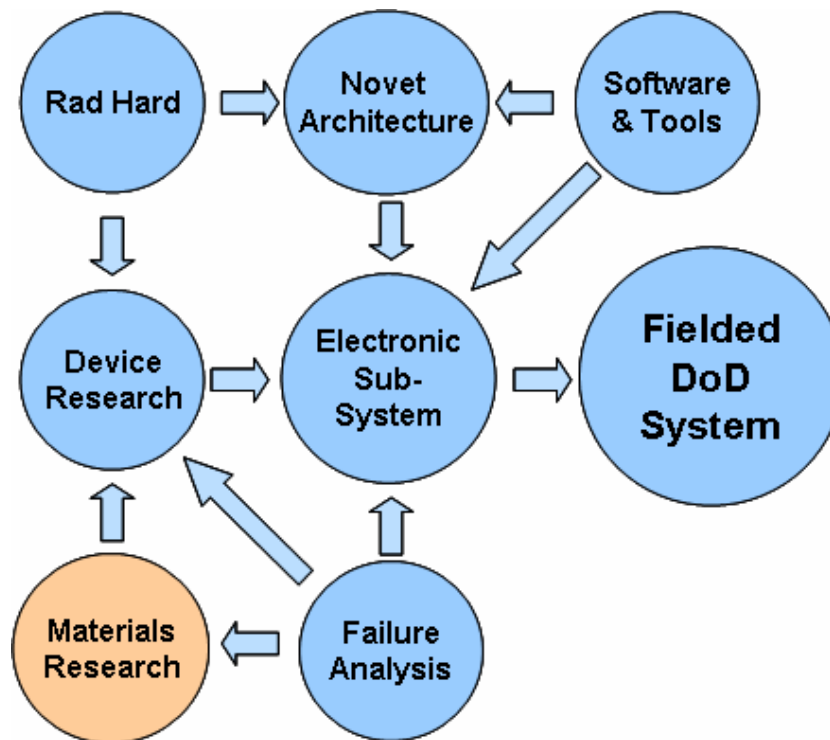 Rad Hard
Novet
Architecture
Software
& Tools
Device
Research
Electronic
Sub-
System
Fielded
DoD
System
Materials
Research
Failure
Analysis